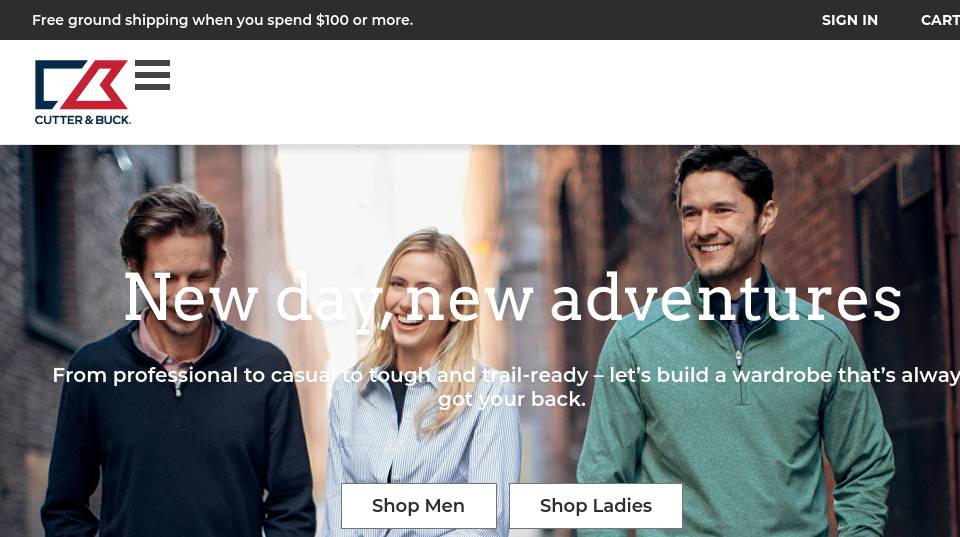 Free ground shipping when you spend $100 or more.
SIGN IN
CART
CUTTER & BUCK.
New day, new adventures
From professional to casual to tough and trail-ready – let’s build a wardrobe that’s alway
got your back.
Shop Men
Shop Ladies